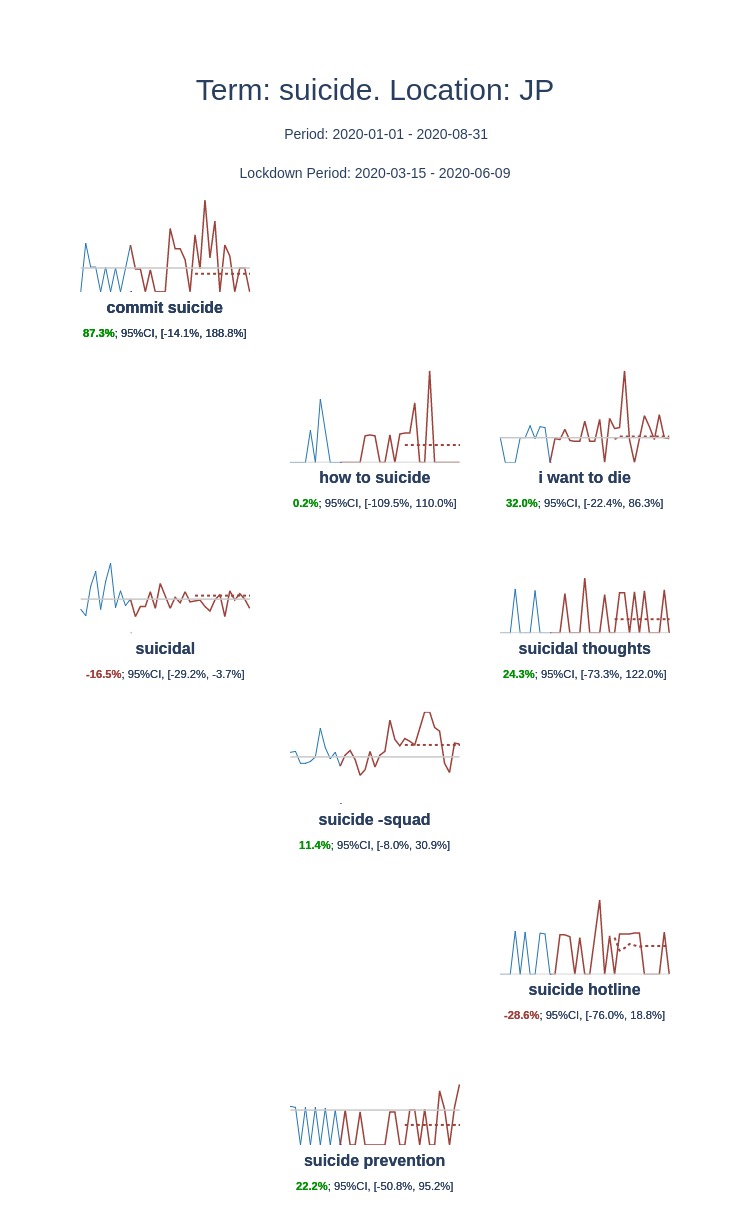 Term: suicide. Location: JP
Period: 2020-01-01 - 2020-08-31
Lockdown Period: 2020-03-15 - 2020-06-09
commit suicide
87.3%; 95%CI, [-14.1%, 188.8%]
how to suicide
0.2%; 95%CI, [-109.5%, 110.0%]
i want to die
32.0%; 95%CI, [-22.4%, 86.3%]
suicidal
-16.5%; 95%CI, [-29.2%, -3.7%]
suicidal thoughts
24.3%; 95%CI, [-73.3%, 122.0%]
suicide -squad
11.4%; 95%CI, [-8.0%, 30.9%]
suicide hotline
-28.6%; 95%CI, [-76.0%, 18.8%]
suicide prevention
22.2%; 95%CI, [-50.8%, 95.2%]